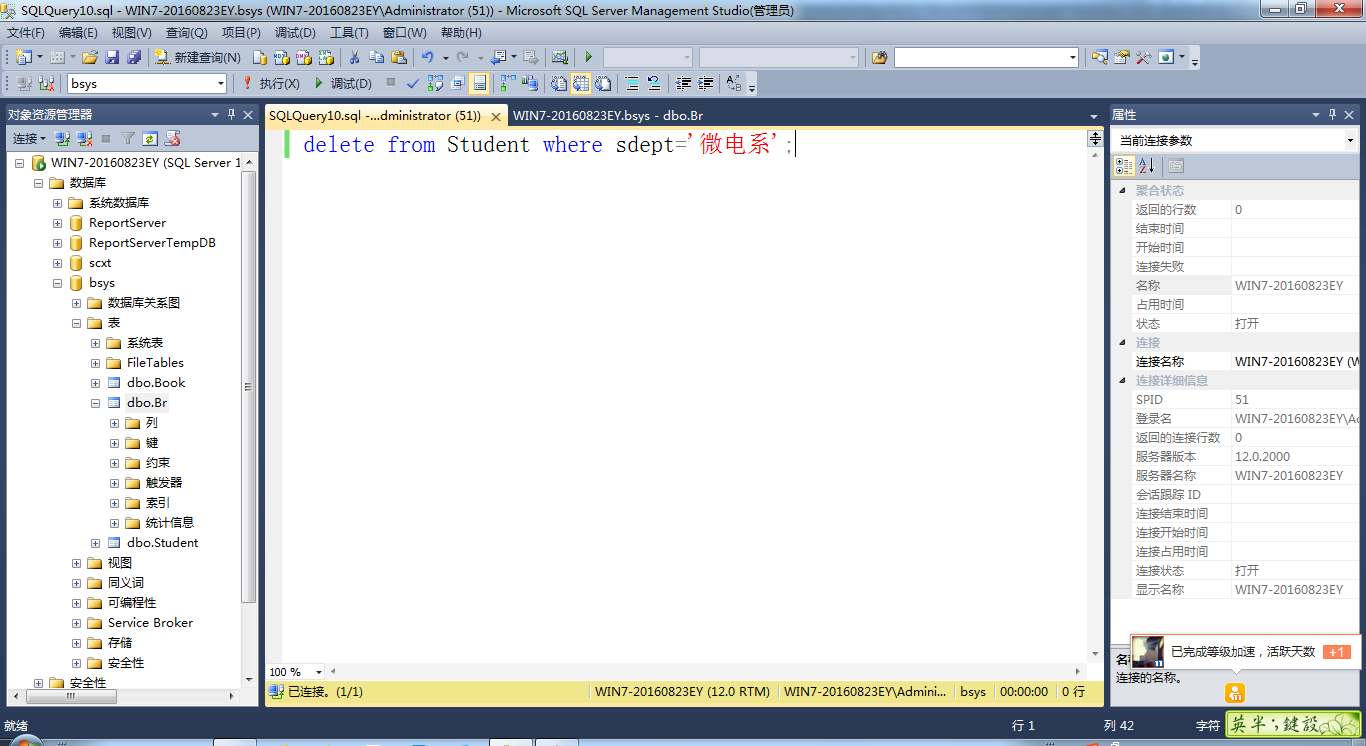 SQLQuery10.sql - WIN7-20160823EY.bsys (WIN7-20160823EY\Administrator (51)) - Microsoft SQL Server Management Studio(管理员)
文件(F) 编辑(E) 视图(V) 查询(Q) 项目(P) 调试(D) 工具(T) 窗口(W) 帮助(H)
新建查询(N)
bsys 执行(X) 调试(D)
对象资源管理器
连接
WIN7-20160823EY (SQL Server 1
数据库
系统数据库
ReportServer
ReportServerTempDB
scxt
bsys
数据库关系图
表
系统表
FileTables
dbo.Book
dbo.Br
列
键
约束
触发器
索引
统计信息
dbo.Student
视图
同义词
可编程性
Service Broker
存储
安全性
安全性
SQLQuery10.sql -...dministrator (51)) WIN7-20160823EY.bsys - dbo.Br
delete from Student where sdept='微电系';
100 %
已连接。(1/1) WIN7-20160823EY (12.0 RTM) WIN7-20160823EY\Admini... bsys 00:00:00 0 行
属性
当前连接参数
聚合状态
返回的行数 0
结束时间
开始时间
连接失败
名称 WIN7-20160823EY
占用时间
状态 打开
连接
连接名称 WIN7-20160823EY (W
连接详细信息
SPID 51
登录名 WIN7-20160823EY\Ad
返回的连接行数 0
服务器版本 12.0.2000
服务器名称 WIN7-20160823EY
会话跟踪 ID
连接结束时间
连接开始时间
连接占用时间
连接状态 打开
显示名称 WIN7-20160823EY
已完成等级加速，活跃天数 +1
11
连接的名称。
就绪 行 1 列 42 字符
英半;鍵設